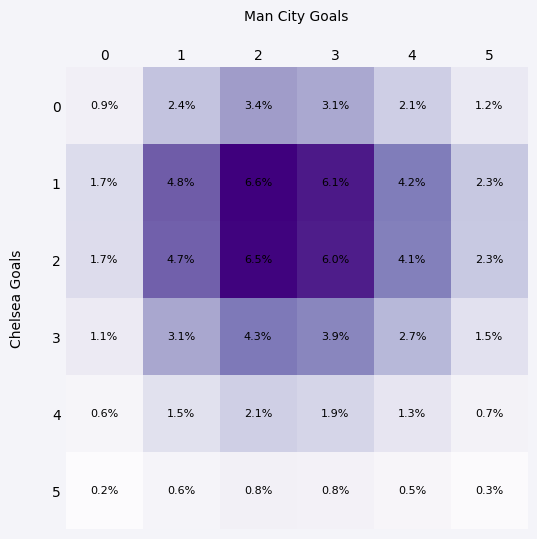 Man City Goals
0 1 2 3 4 5
0 0.9% 2.4% 3.4% 3.1% 2.1% 1.2%
1 1.7% 4.8% 6.6% 6.1% 4.2% 2.3%
2 1.7% 4.7% 6.5% 6.0% 4.1% 2.3%
3 1.1% 3.1% 4.3% 3.9% 2.7% 1.5%
4 0.6% 1.5% 2.1% 1.9% 1.3% 0.7%
5 0.2% 0.6% 0.8% 0.8% 0.5% 0.3%
Chelsea Goals